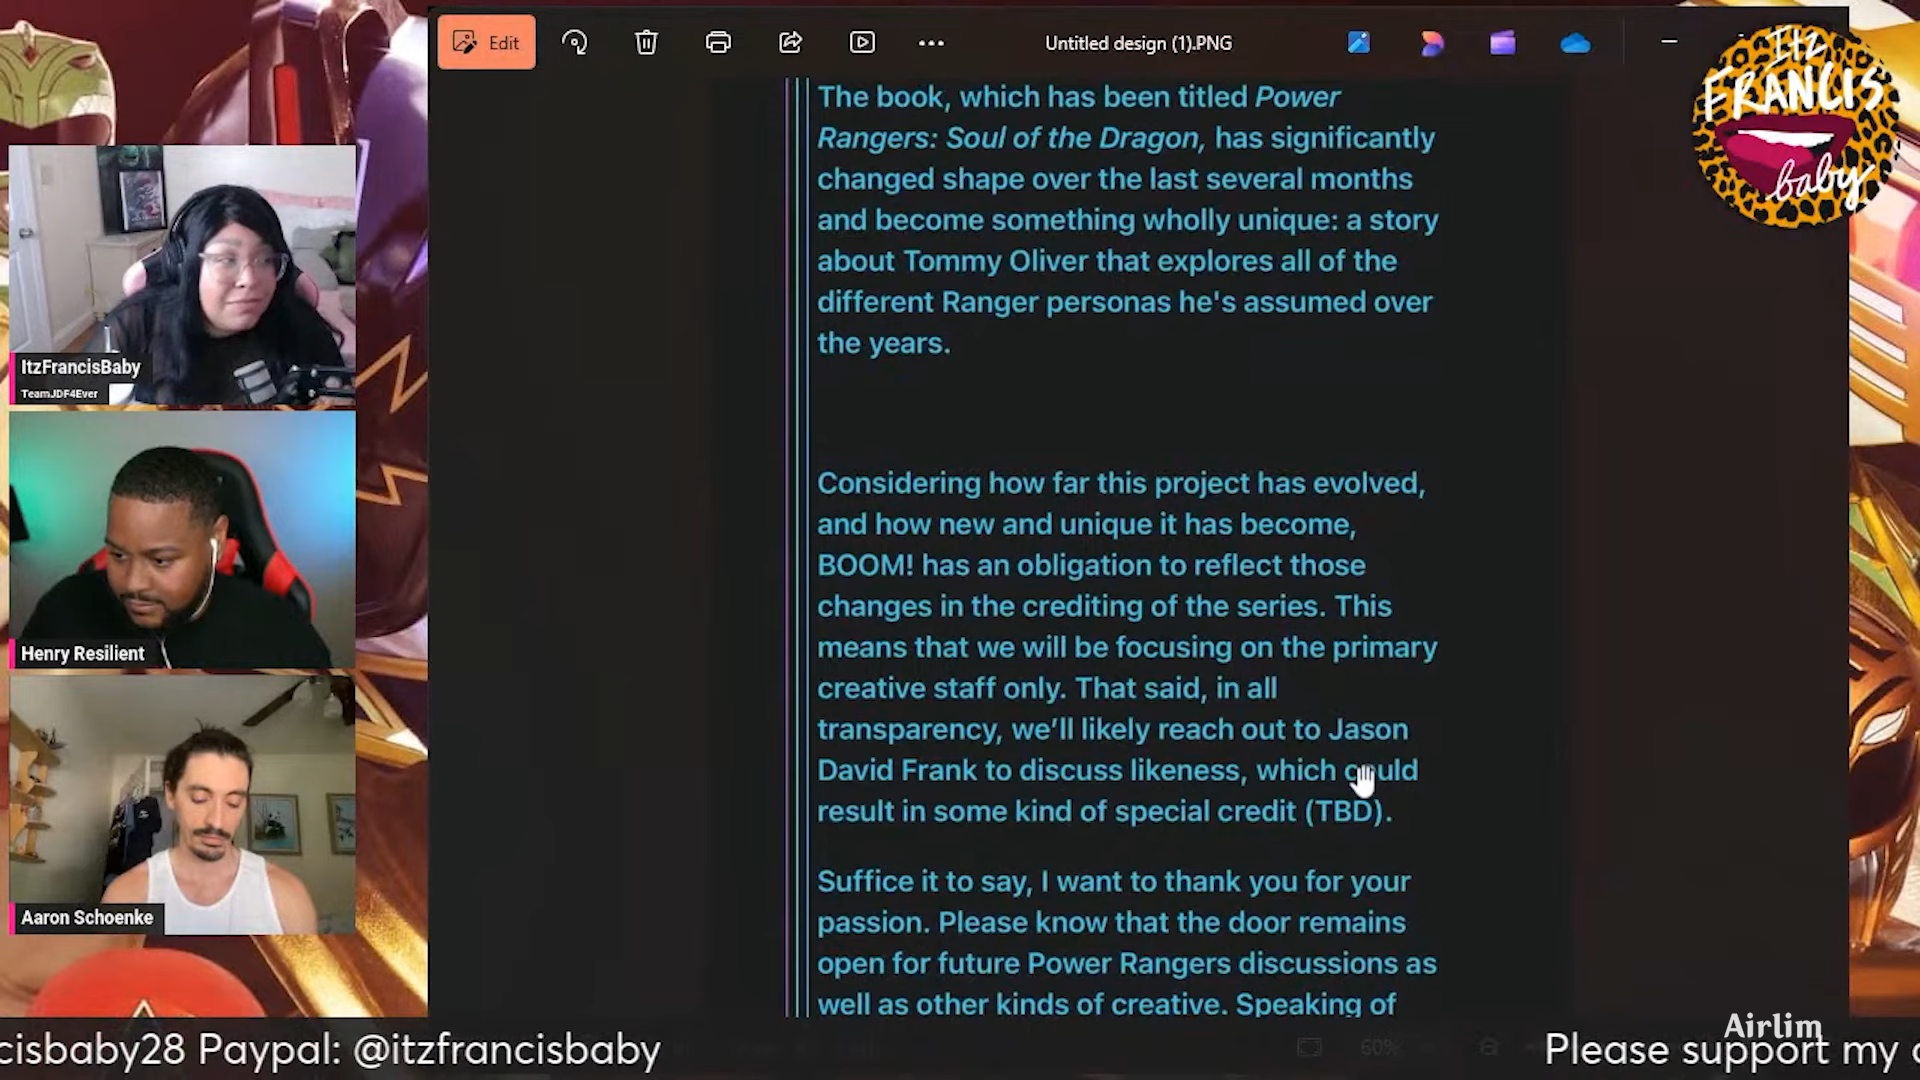 Edit
Untitled design (1).PNG
Itz
FRANCIS
baby
The book, which has been titled Power
Rangers: Soul of the Dragon, has significantly
changed shape over the last several months
and become something wholly unique: a story
about Tommy Oliver that explores all of the
different Ranger personas he's assumed over
the years.
ItzFrancisBaby
TeamJDF4Ever
Considering how far this project has evolved,
and how new and unique it has become,
BOOM! has an obligation to reflect those
changes in the crediting of the series. This
means that we will be focusing on the primary
creative staff only. That said, in all
transparency, we’ll likely reach out to Jason
David Frank to discuss likeness, which could
result in some kind of special credit (TBD).
Henry Resilient
Suffice it to say, I want to thank you for your
passion. Please know that the door remains
open for future Power Rangers discussions as
well as other kinds of creative. Speaking of
Aaron Schoenke
Airlim
cisbaby28 Paypal: @itzfrancisbaby
60%
Please support my